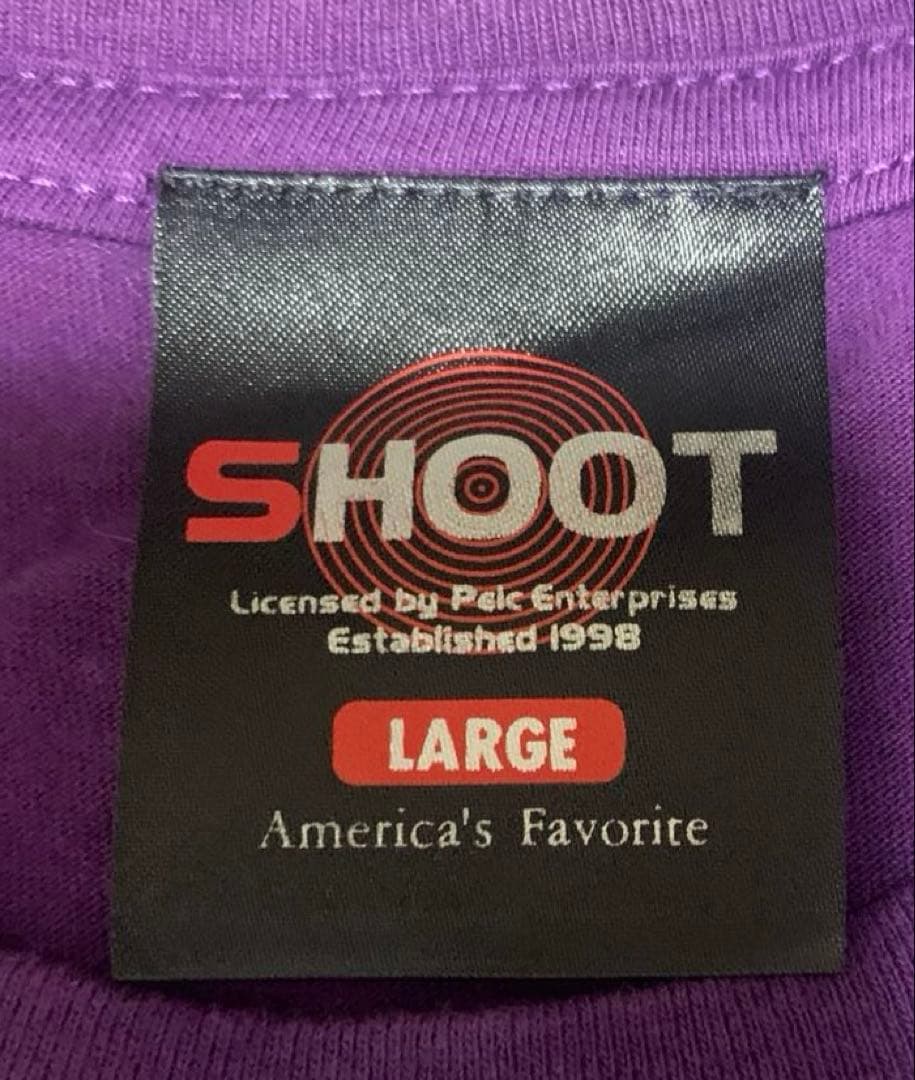 SHOOT
Licensed by Pelc Enterprises
Established 1998
LARGE
America's Favorite